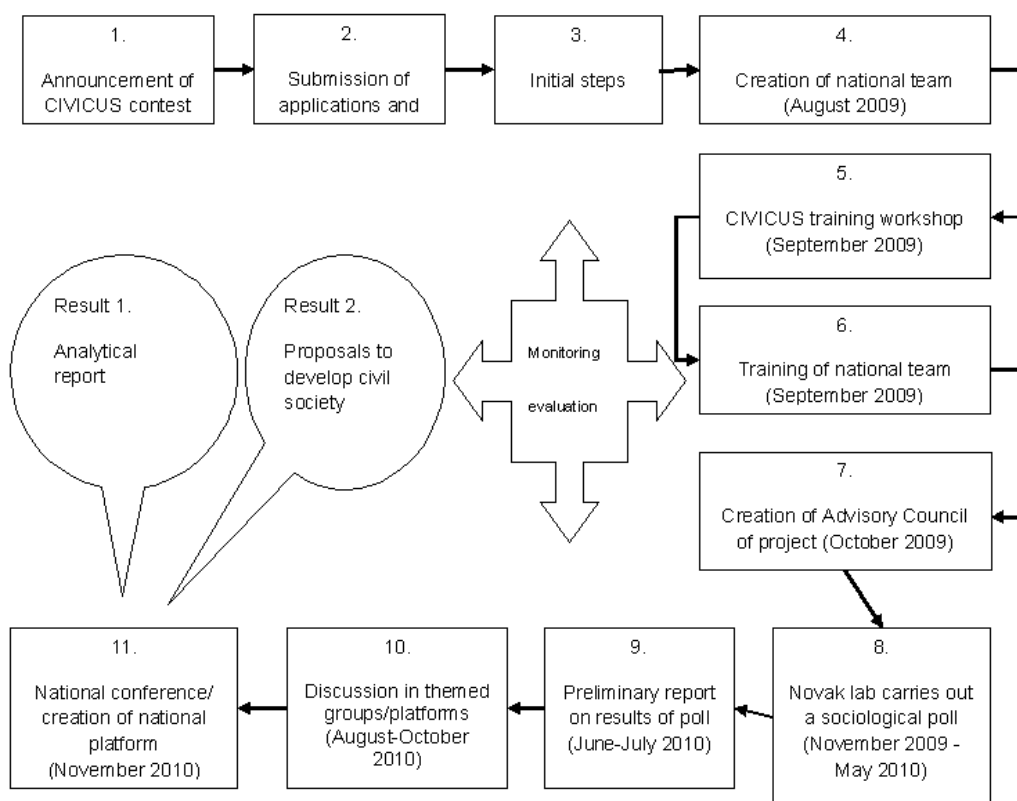 1.
Announcement of
CIVICUS contest
2.
Submission of
applications and
3.
Initial steps
4.
Creation of national team
(August 2009)
5.
CIVICUS training workshop
(September 2009)
6.
Training of national team
(September 2009)
Result 1.
Analytical
report
Result 2.
Proposals to
develop civil
society
Monitoring
evaluation
7.
Creation of Advisory Council
of project (October 2009)
8.
Novak lab carries out
a sociological poll
(November 2009 -
May 2010)
9.
Preliminary report
on results of poll
(June-July 2010)
10.
Discussion in themed
groups/platforms
(August-October
2010)
11.
National conference/
creation of national
platform
(November 2010)